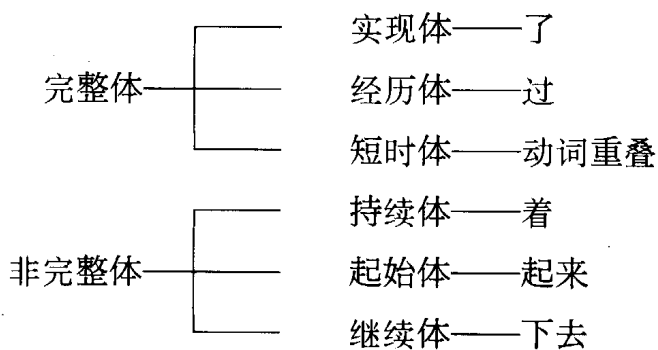 实现体——了
完整体 经历体——过
短时体——动词重叠
持续体——着
非完整体 起始体——起来
继续体——下去